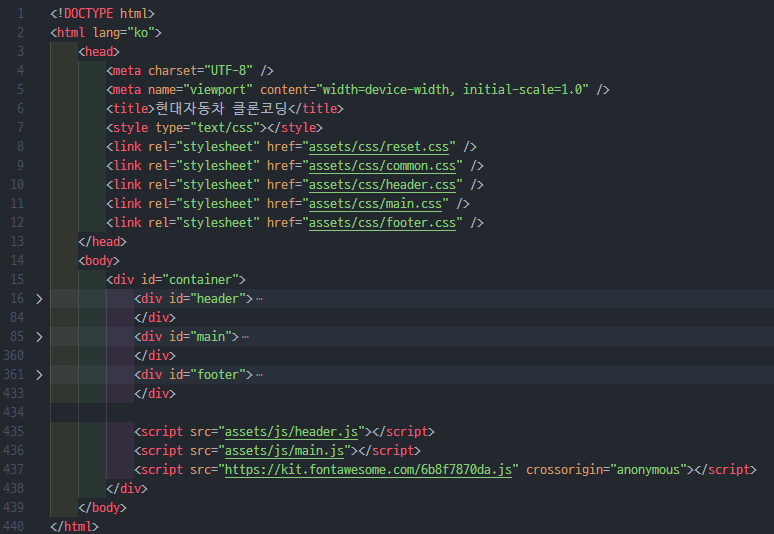 1 <!DOCTYPE html>
2 <html lang="ko">
3 <head>
4 <meta charset="UTF-8" />
5 <meta name="viewport" content="width=device-width, initial-scale=1.0" />
6 <title>현대자동차 클론코딩</title>
7 <style type="text/css"></style>
8 <link rel="stylesheet" href="assets/css/reset.css" />
9 <link rel="stylesheet" href="assets/css/common.css" />
10 <link rel="stylesheet" href="assets/css/header.css" />
11 <link rel="stylesheet" href="assets/css/main.css" />
12 <link rel="stylesheet" href="assets/css/footer.css" />
13 </head>
14 <body>
15 <div id="container">
16 <div id="header">⋯
84 </div>
85 <div id="main">⋯
360 </div>
361 <div id="footer">⋯
433 </div>
434
435 <script src="assets/js/header.js"></script>
436 <script src="assets/js/main.js"></script>
437 <script src="https://kit.fontawesome.com/6b8f7870da.js" crossorigin="anonymous"></script>
438 </div>
439 </body>
440 </html>